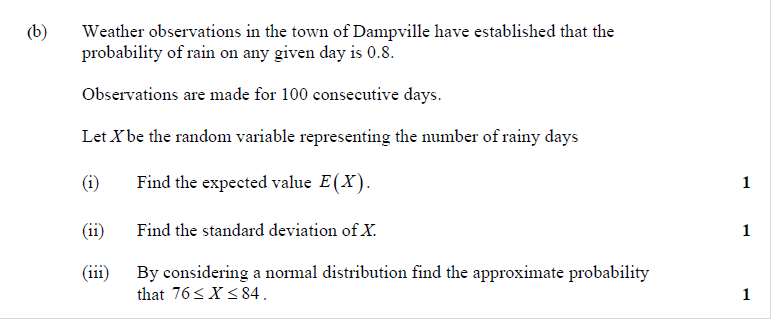 (b) Weather observations in the town of Dampville have established that the
probability of rain on any given day is 0.8.
Observations are made for 100 consecutive days.
Let X be the random variable representing the number of rainy days
(i) Find the expected value E(X). 1
(ii) Find the standard deviation of X. 1
(iii) By considering a normal distribution find the approximate probability
that 76 ≤ X ≤ 84. 1